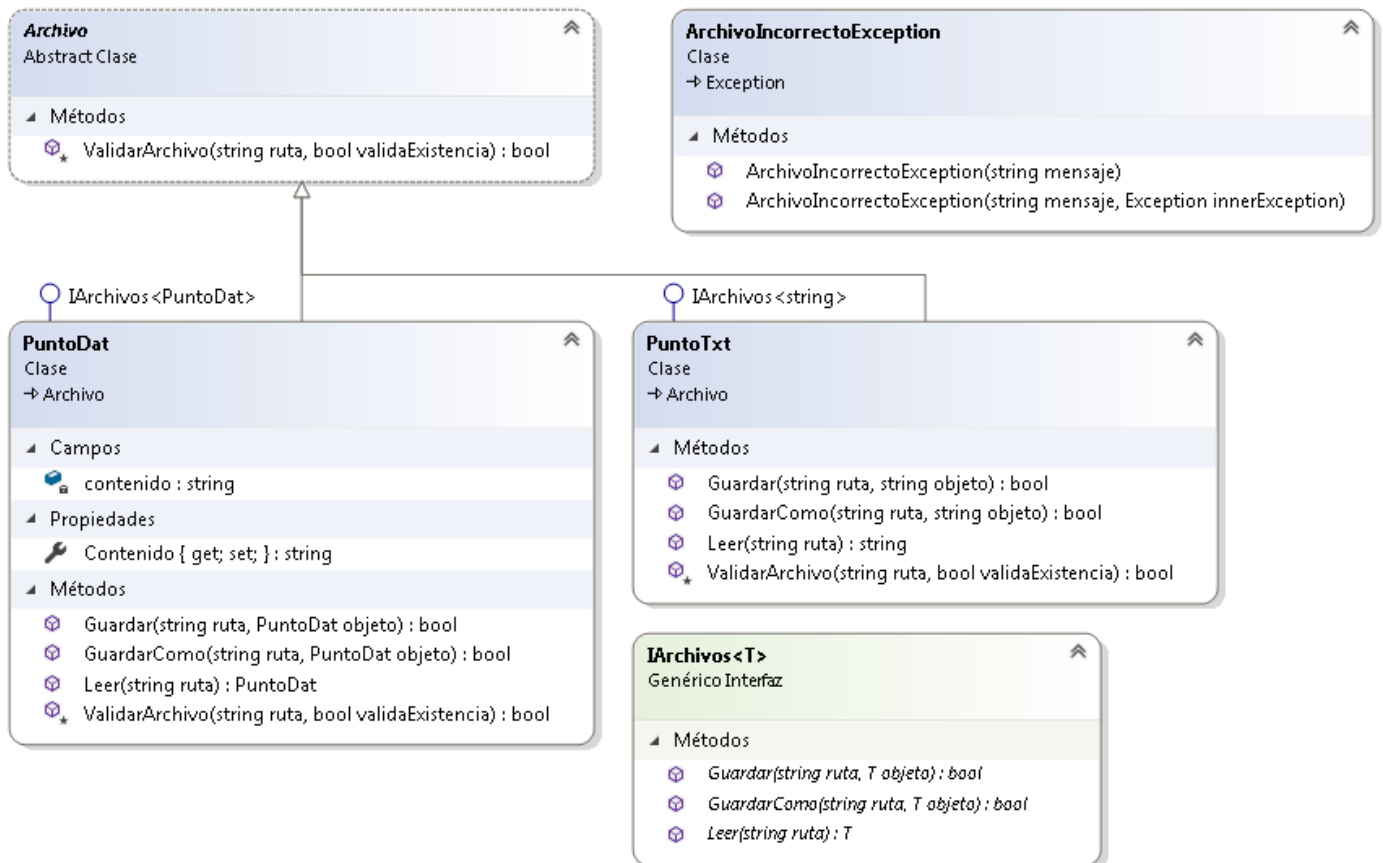 Archivo
Abstract Clase
Métodos
ValidarArchivo(string ruta, bool validaExistencia) : bool
ArchivoIncorrectoException
Clase
Exception
Métodos
ArchivoIncorrectoException(string mensaje)
ArchivoIncorrectoException(string mensaje, Exception innerException)
IArchivos<PuntoDat>
PuntoDat
Clase
Archivo
Campos
contenido : string
Propiedades
Contenido { get; set; } : string
Métodos
Guardar(string ruta, PuntoDat objeto) : bool
GuardarComo(string ruta, PuntoDat objeto) : bool
Leer(string ruta) : PuntoDat
ValidarArchivo(string ruta, bool validaExistencia) : bool
IArchivos<string>
PuntoTxt
Clase
Archivo
Métodos
Guardar(string ruta, string objeto) : bool
GuardarComo(string ruta, string objeto) : bool
Leer(string ruta) : string
ValidarArchivo(string ruta, bool validaExistencia) : bool
IArchivos<T>
Genérico Interfaz
Métodos
Guardar(string ruta, T objeto) : bool
GuardarComo(string ruta, T objeto) : bool
Leer(string ruta) : T